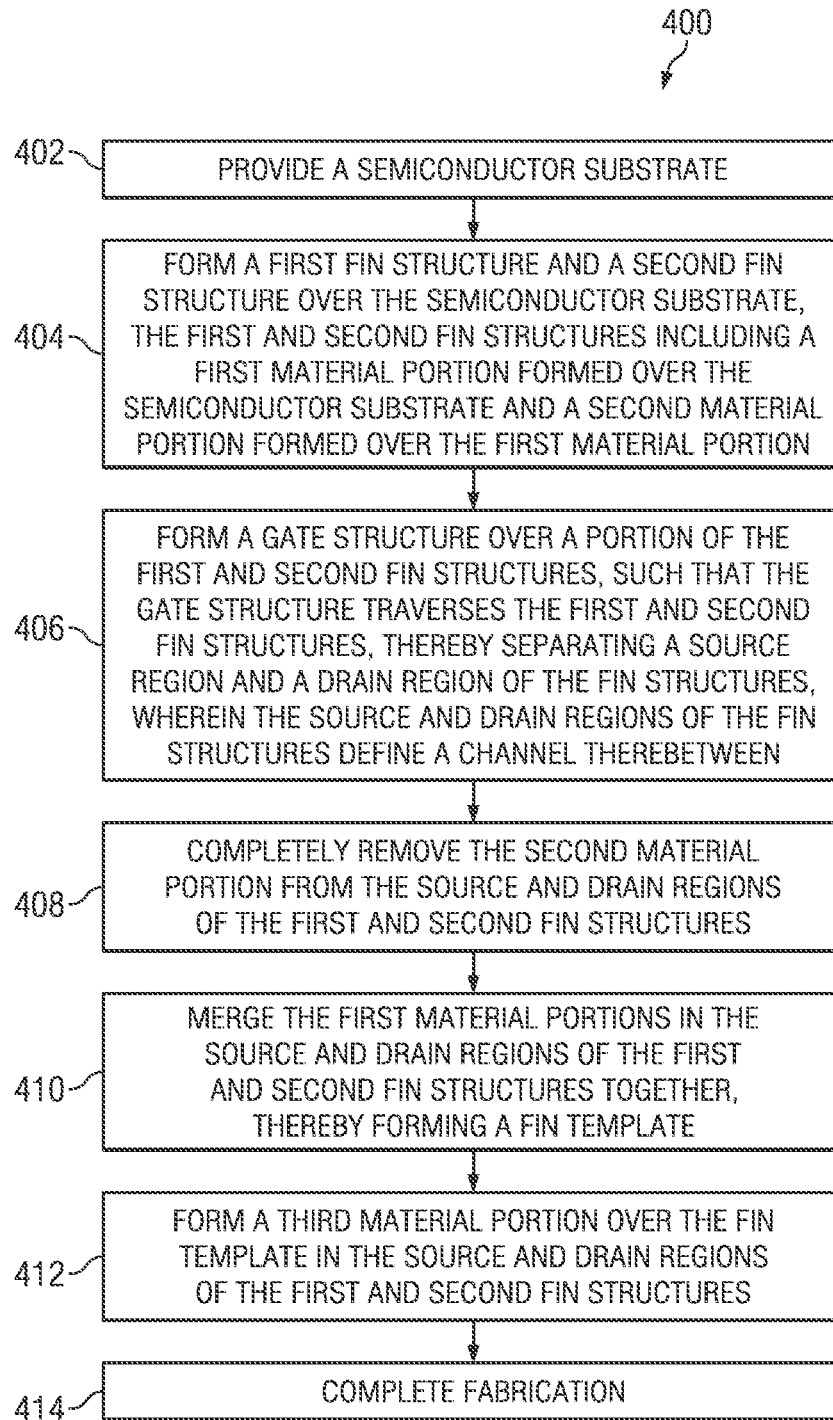 400
402
PROVIDE A SEMICONDUCTOR SUBSTRATE
404
FORM A FIRST FIN STRUCTURE AND A SECOND FIN
STRUCTURE OVER THE SEMICONDUCTOR SUBSTRATE,
THE FIRST AND SECOND FIN STRUCTURES INCLUDING A
FIRST MATERIAL PORTION FORMED OVER THE
SEMICONDUCTOR SUBSTRATE AND A SECOND MATERIAL
PORTION FORMED OVER THE FIRST MATERIAL PORTION
406
FORM A GATE STRUCTURE OVER A PORTION OF THE
FIRST AND SECOND FIN STRUCTURES, SUCH THAT THE
GATE STRUCTURE TRAVERSES THE FIRST AND SECOND
FIN STRUCTURES, THEREBY SEPARATING A SOURCE
REGION AND A DRAIN REGION OF THE FIN STRUCTURES,
WHEREIN THE SOURCE AND DRAIN REGIONS OF THE FIN
STRUCTURES DEFINE A CHANNEL THEREBETWEEN
408
COMPLETELY REMOVE THE SECOND MATERIAL
PORTION FROM THE SOURCE AND DRAIN REGIONS
OF THE FIRST AND SECOND FIN STRUCTURES
410
MERGE THE FIRST MATERIAL PORTIONS IN THE
SOURCE AND DRAIN REGIONS OF THE FIRST
AND SECOND FIN STRUCTURES TOGETHER,
THEREBY FORMING A FIN TEMPLATE
412
FORM A THIRD MATERIAL PORTION OVER THE FIN
TEMPLATE IN THE SOURCE AND DRAIN REGIONS
OF THE FIRST AND SECOND FIN STRUCTURES
414
COMPLETE FABRICATION